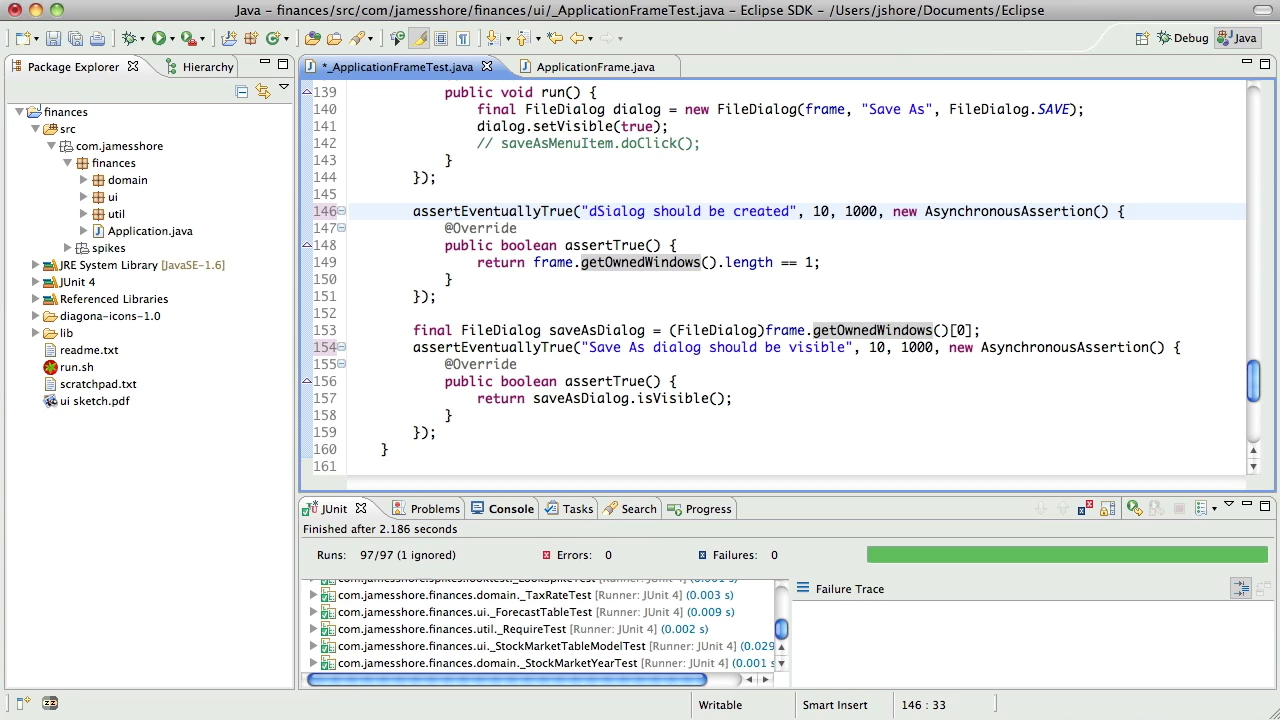 Java – finances/src/com/jamesshore/finances/ui/_ApplicationFrameTest.java – Eclipse SDK – /Users/jshore/Documents/Eclipse
Debug
Java
Package Explorer
Hierarchy
*_ApplicationFrameTest.java
ApplicationFrame.java
finances
src
com.jamesshore
finances
domain
ui
util
Application.java
spikes
JRE System Library [JavaSE-1.6]
JUnit 4
Referenced Libraries
diagona-icons-1.0
lib
readme.txt
run.sh
scratchpad.txt
ui sketch.pdf
139 public void run() {
140 final FileDialog dialog = new FileDialog(frame, "Save As", FileDialog.SAVE);
141 dialog.setVisible(true);
142 // saveAsMenuItem.doClick();
143 }
144 });
145
146 assertEventuallyTrue("dSialog should be created", 10, 1000, new AsynchronousAssertion() {
147 @Override
148 public boolean assertTrue() {
149 return frame.getOwnedWindows().length == 1;
150 }
151 });
152
153 final FileDialog saveAsDialog = (FileDialog)frame.getOwnedWindows()[0];
154 assertEventuallyTrue("Save As dialog should be visible", 10, 1000, new AsynchronousAssertion() {
155 @Override
156 public boolean assertTrue() {
157 return saveAsDialog.isVisible();
158 }
159 });
160 }
161
JUnit
Problems
Console
Tasks
Search
Progress
Finished after 2.186 seconds
Runs: 97/97 (1 ignored)
Errors: 0
Failures: 0
com.jamesshore.finances.domain._TaxRateTest [Runner: JUnit 4] (0.003 s)
com.jamesshore.finances.ui._ForecastTableTest [Runner: JUnit 4] (0.009 s)
com.jamesshore.finances.util._RequireTest [Runner: JUnit 4] (0.002 s)
com.jamesshore.finances.ui._StockMarketTableModelTest [Runner: JUnit 4] (0.029
com.jamesshore.finances.domain._StockMarketYearTest [Runner: JUnit 4] (0.001 s
Failure Trace
Writable
Smart Insert
146 : 33